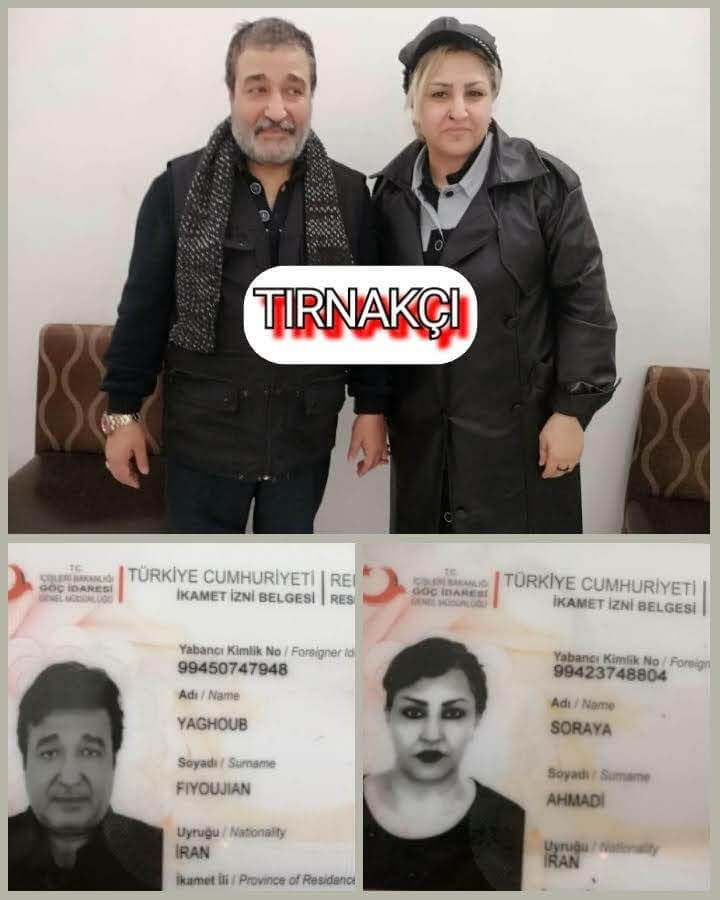 TIRNAKÇI
T.C.
İÇİŞLERİ BAKANLIĞI
GÖÇ İDARESİ
GENEL MÜDÜRLÜĞÜ
TÜRKİYE CUMHURİYETİ
İKAMET İZNİ BELGESİ
Yabancı Kimlik No / Foreigner
99450747948
Adı / Name
YAGHOUB
Soyadı / Surname
FIYOUJIAN
Uyruğu / Nationality
İRAN
İkamet İli / Province of Residance
T.C.
İÇİŞLERİ BAKANLIĞI
GÖÇ İDARESİ
GENEL MÜDÜRLÜĞÜ
TÜRKİYE CUMHURİYETİ
İKAMET İZNİ BELGESİ
Yabancı Kimlik No / Foreign
99423748804
Adı / Name
SORAYA
Soyadı / Surname
AHMADİ
Uyruğu / Nationality
İRAN